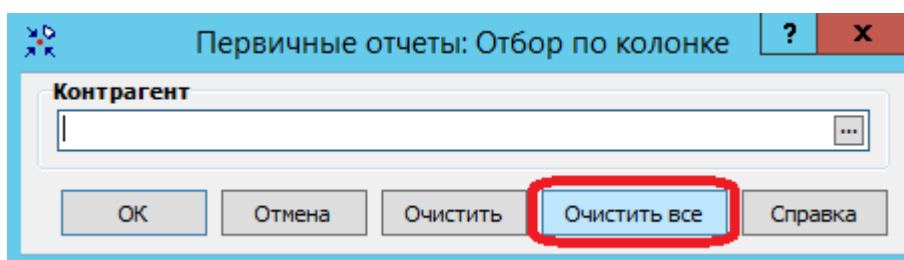 Первичные отчеты: Отбор по колонке ? x
Контрагент
...
ОК Отмена Очистить Очистить все Справка